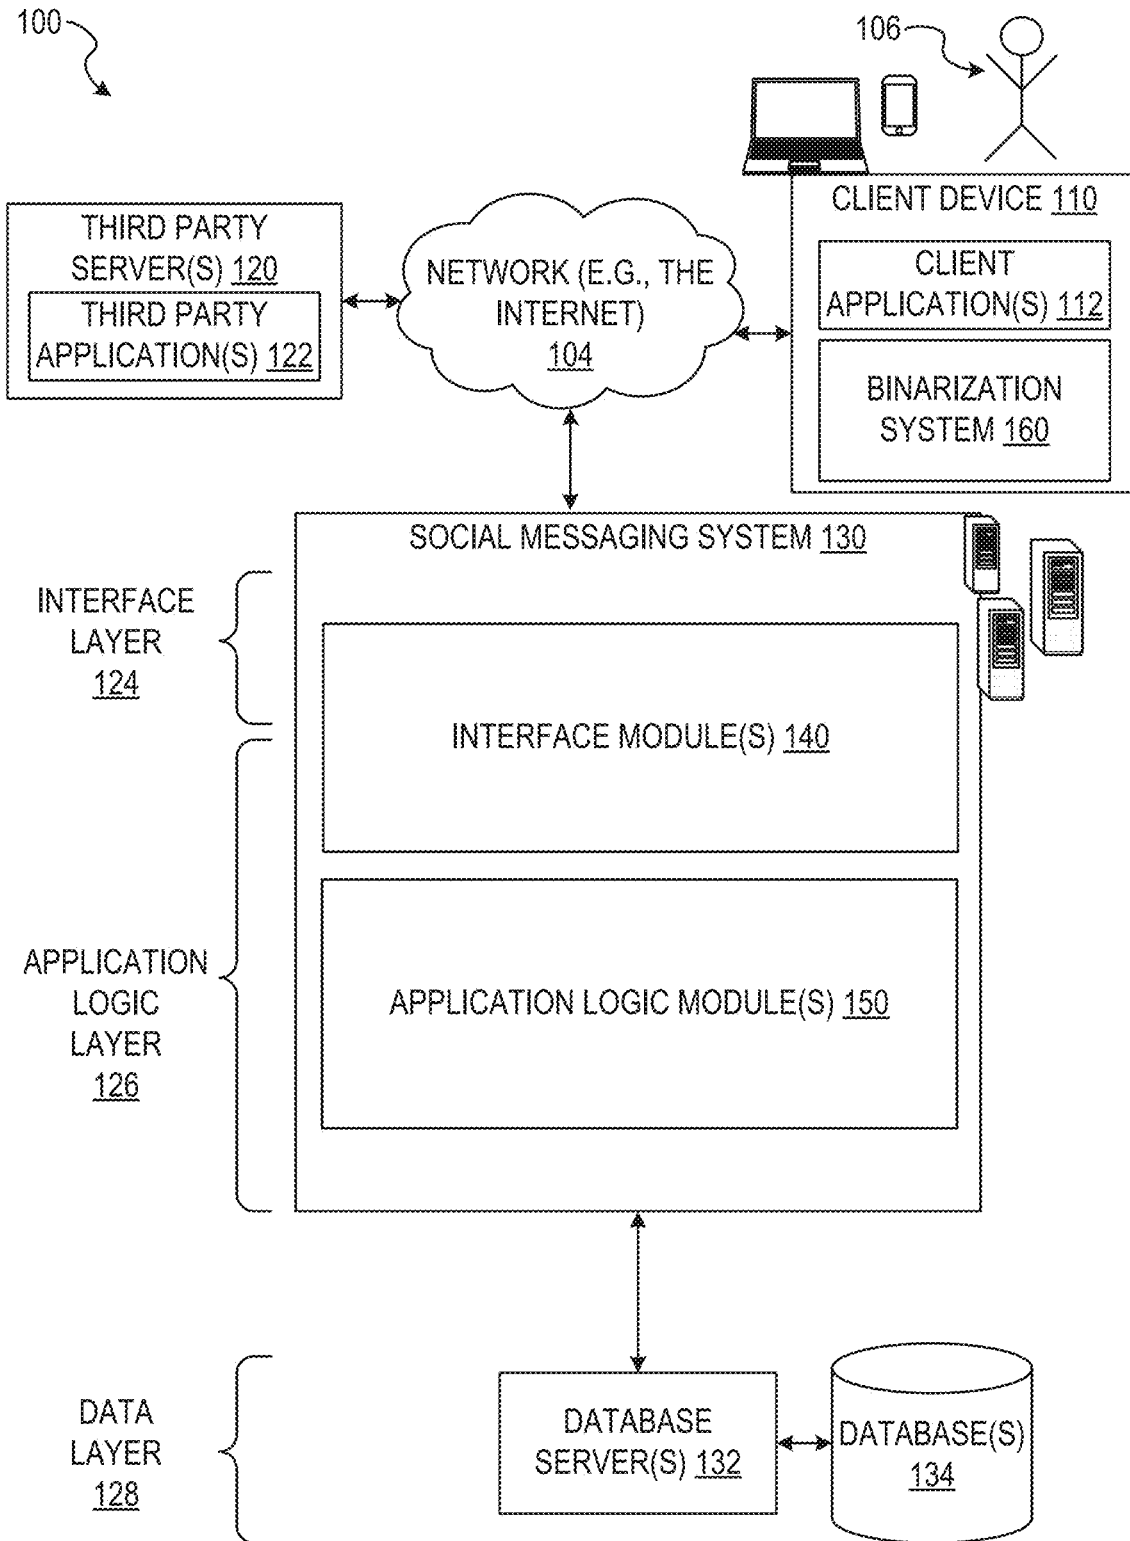 100
106
THIRD PARTY
SERVER(S) 120
THIRD PARTY
APPLICATION(S) 122
NETWORK (E.G., THE
INTERNET)
104
CLIENT DEVICE 110
CLIENT
APPLICATION(S) 112
BINARIZATION
SYSTEM 160
SOCIAL MESSAGING SYSTEM 130
INTERFACE
LAYER
124
INTERFACE MODULE(S) 140
APPLICATION
LOGIC
LAYER
126
APPLICATION LOGIC MODULE(S) 150
DATA
LAYER
128
DATABASE
SERVER(S) 132
DATABASE(S)
134